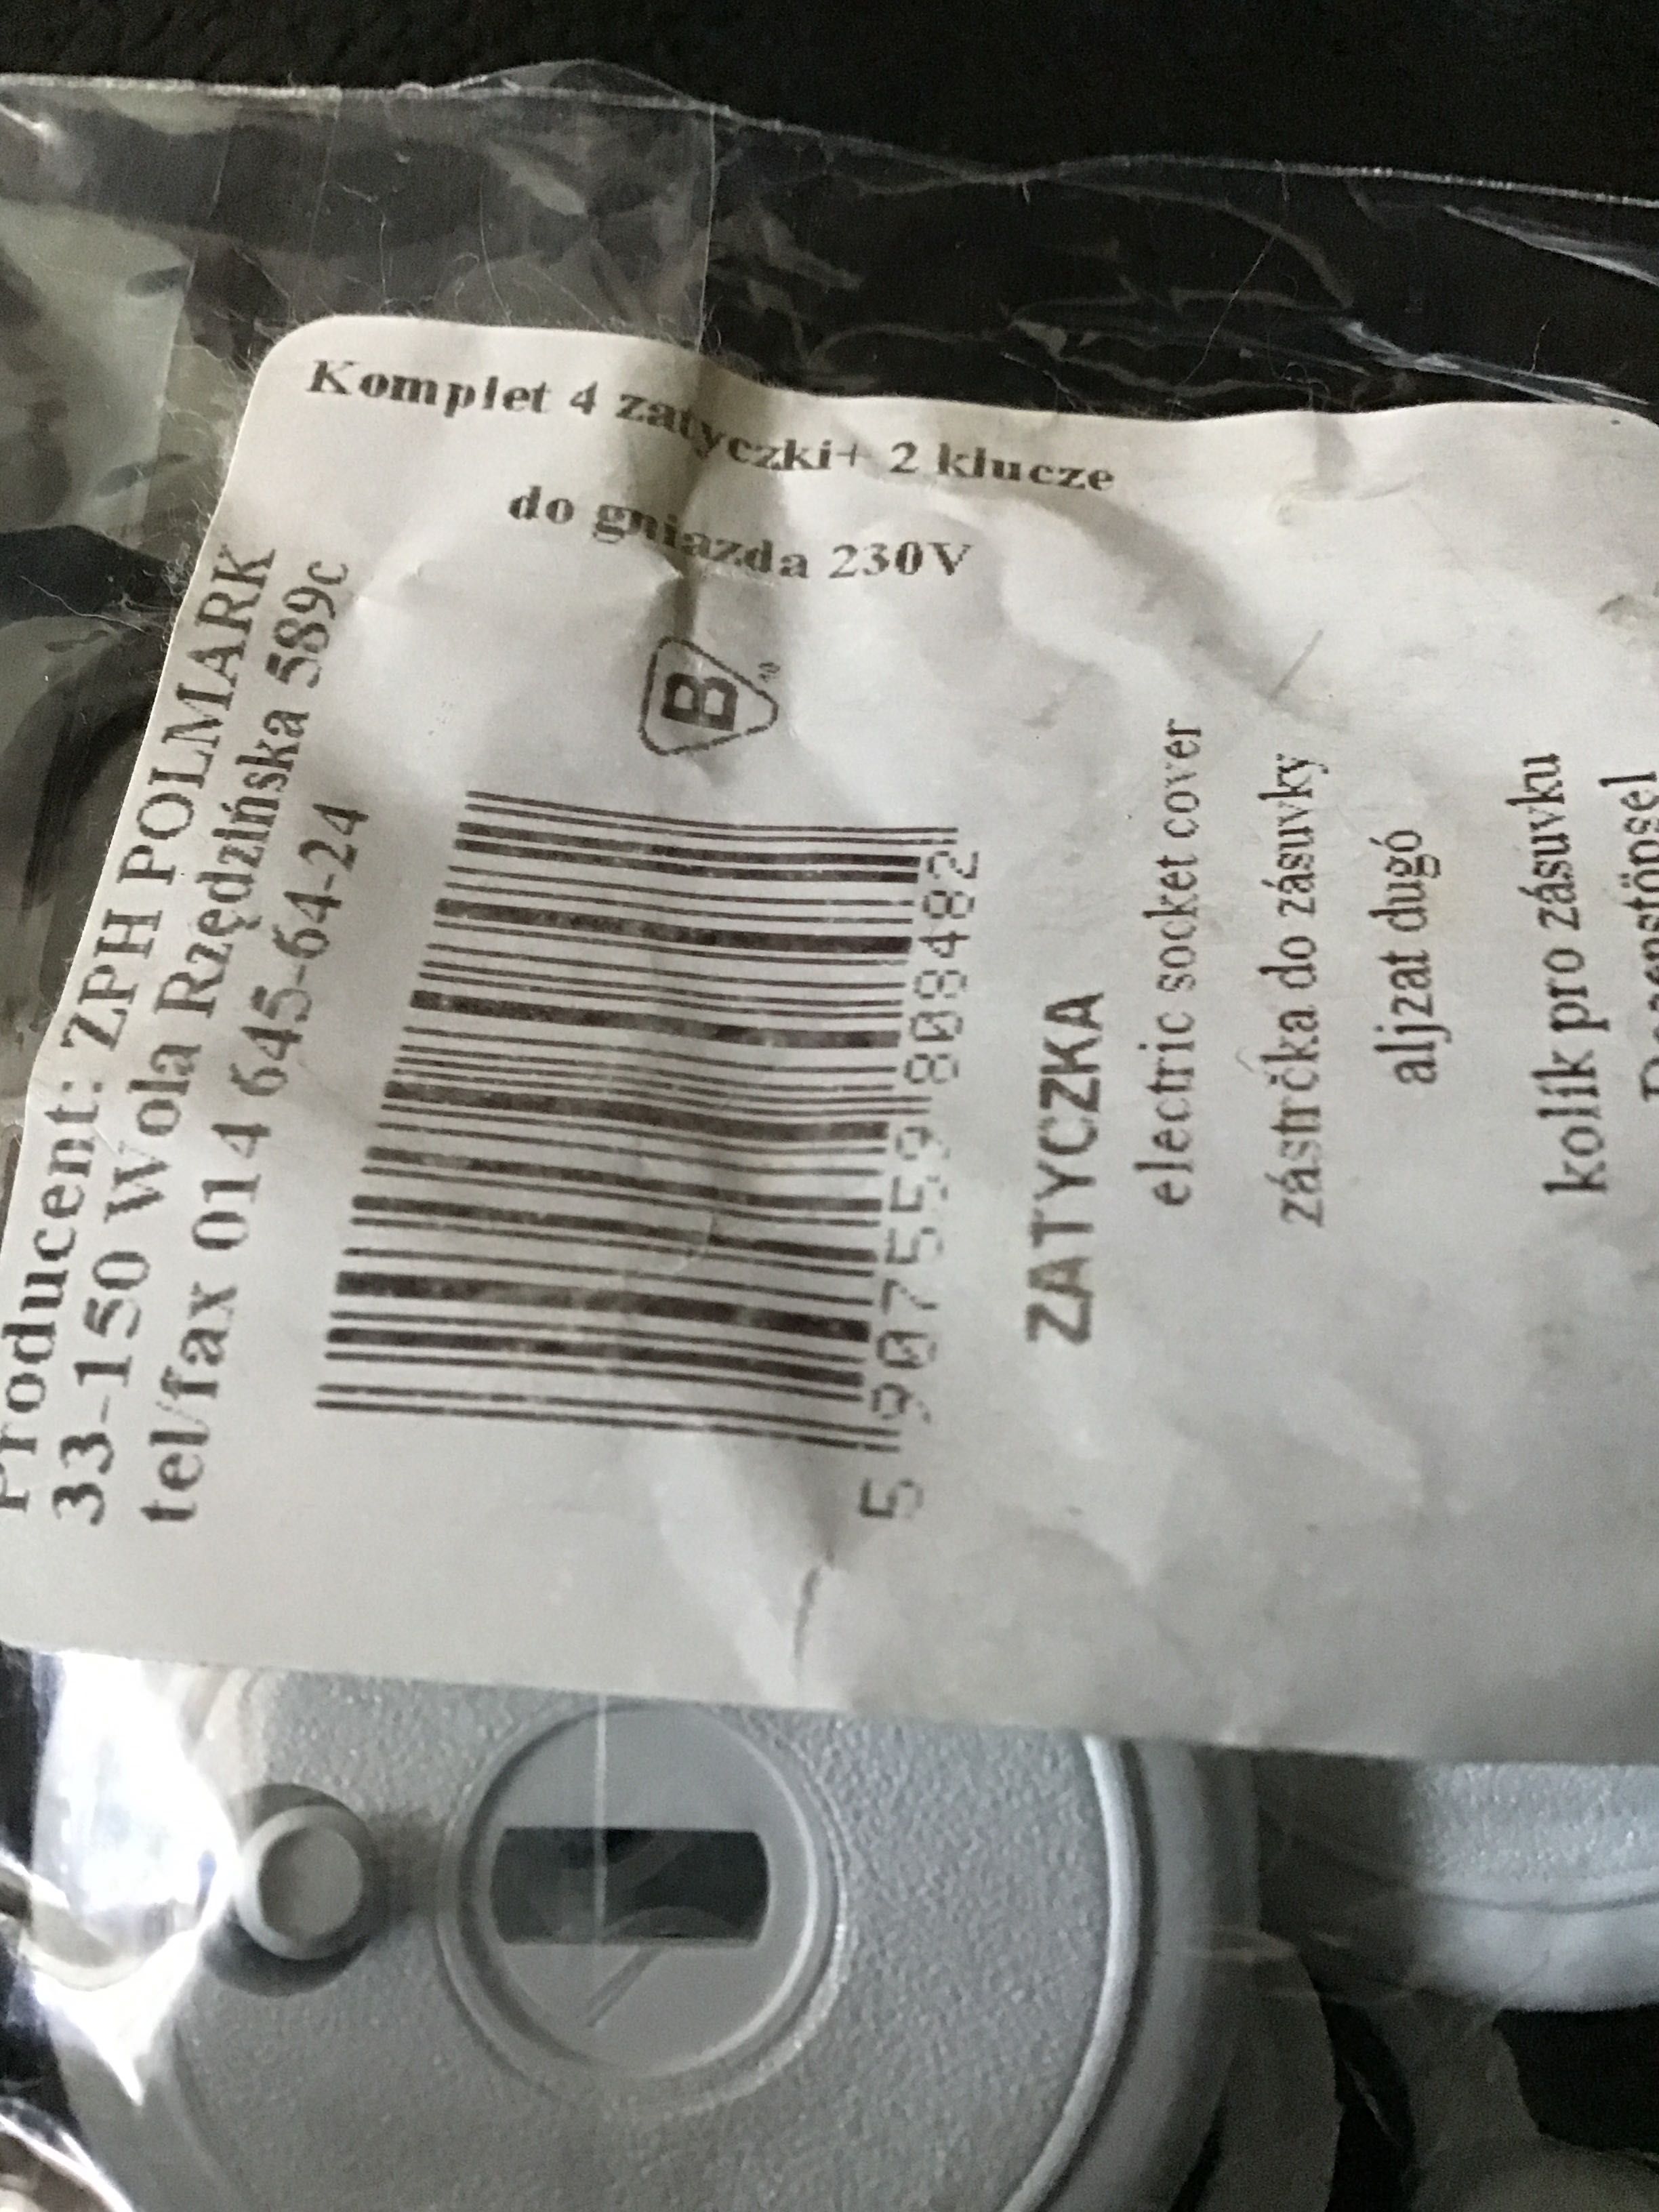 Komplet 4 zatyczki+ 2 klucze
do gniazda 230V
Producent: ZPH POLMARK
33-150 Wola Rzędzińska 589c
tel/fax 014 645-64-24
B
5 907559 808482
ZATYCZKA
electric socket cover
zástrčka do zásuvky
aljzat dugó
kolík pro zásuvku